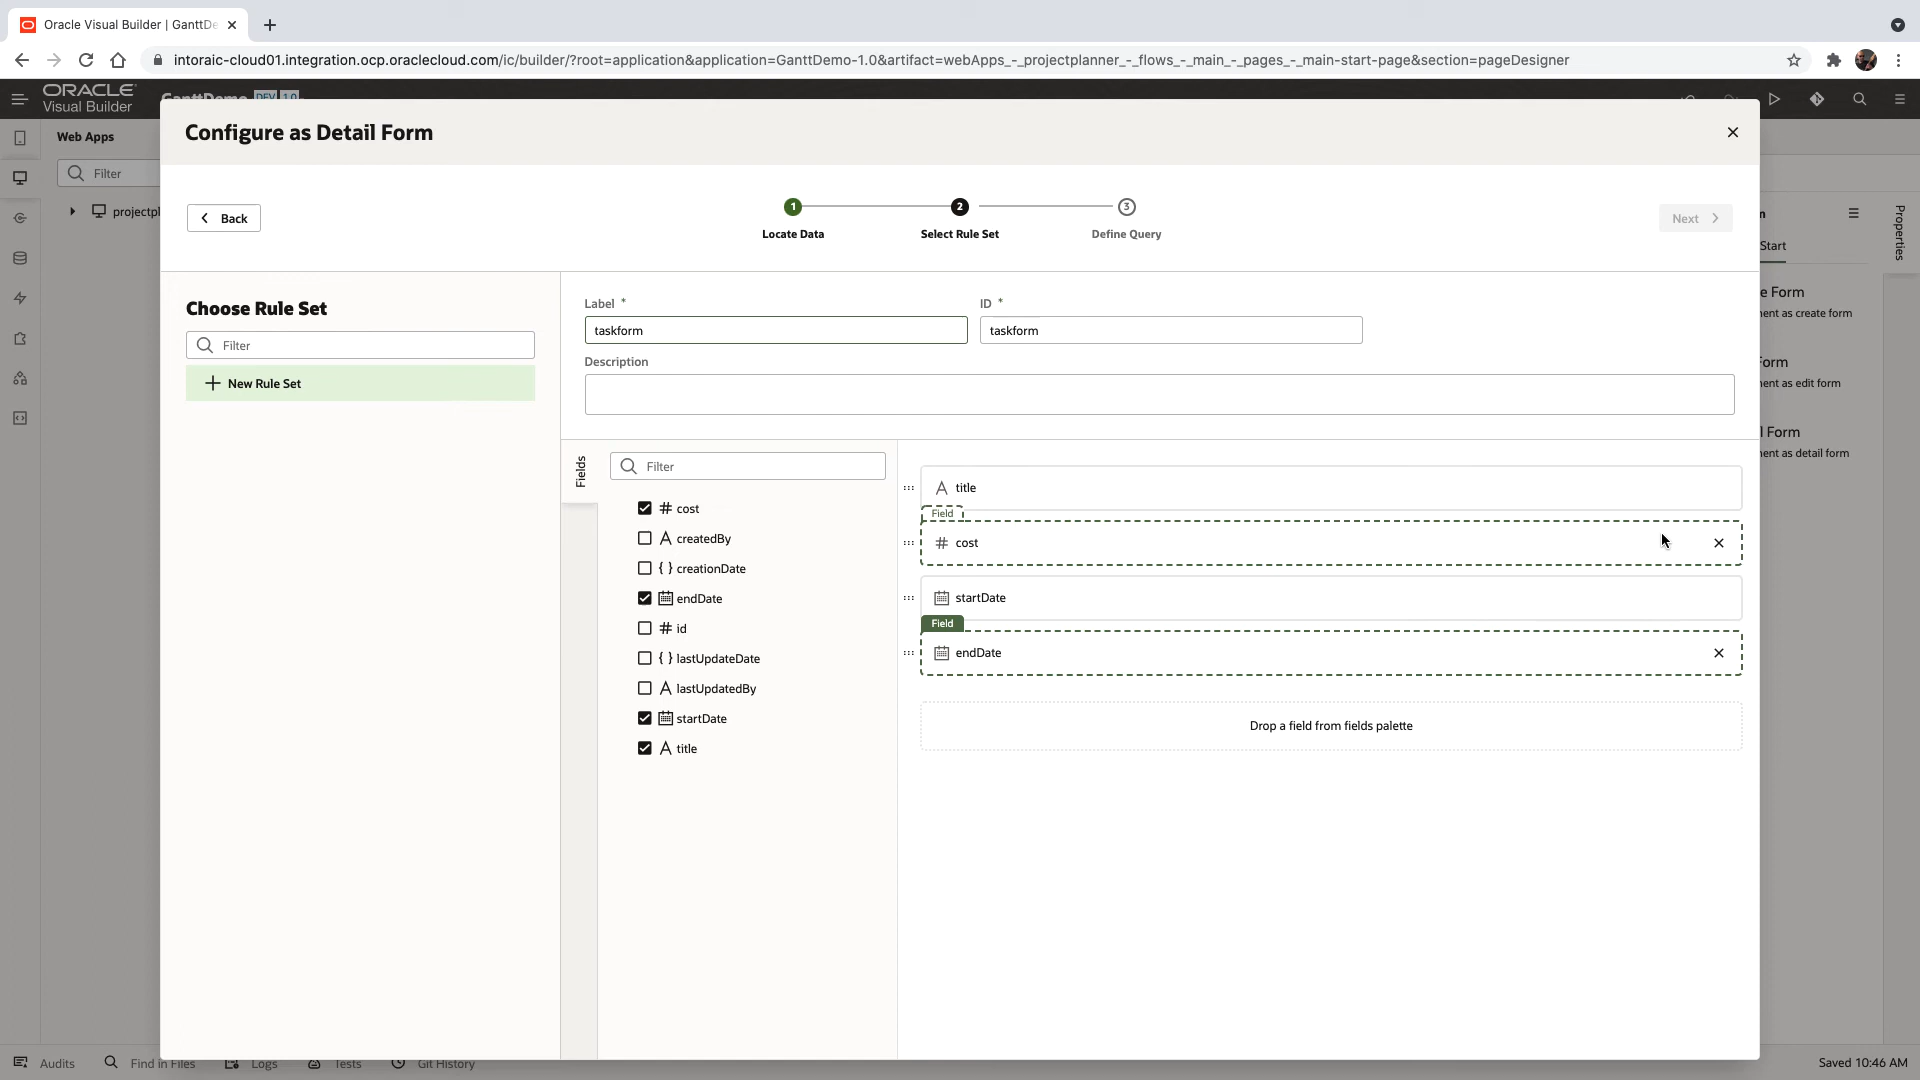 Oracle Visual Builder | GanttDe
intoraic-cloud01.integration.ocp.oraclecloud.com/ic/builder/?root=application&application=GanttDemo-1.0&artifact=webApps_-_projectplanner_-_flows_-_main_-_pages_-_main-start-page&section=pageDesigner
ORACLE
Visual Builder
GanttDemo DEV 1.0
Web Apps
Filter
projectpl
Configure as Detail Form
Back
1
2
3
Locate Data
Select Rule Set
Define Query
Next
Choose Rule Set
Filter
New Rule Set
Label *
taskform
ID *
taskform
Description
Fields
Filter
cost
createdBy
creationDate
endDate
id
lastUpdateDate
lastUpdatedBy
startDate
title
title
Field
cost
startDate
Field
endDate
Drop a field from fields palette
n
Start
e Form
nent as create form
Form
nent as edit form
l Form
nent as detail form
Properties
Audits
Find in Files
Logs
Tests
Git History
Saved 10:46 AM